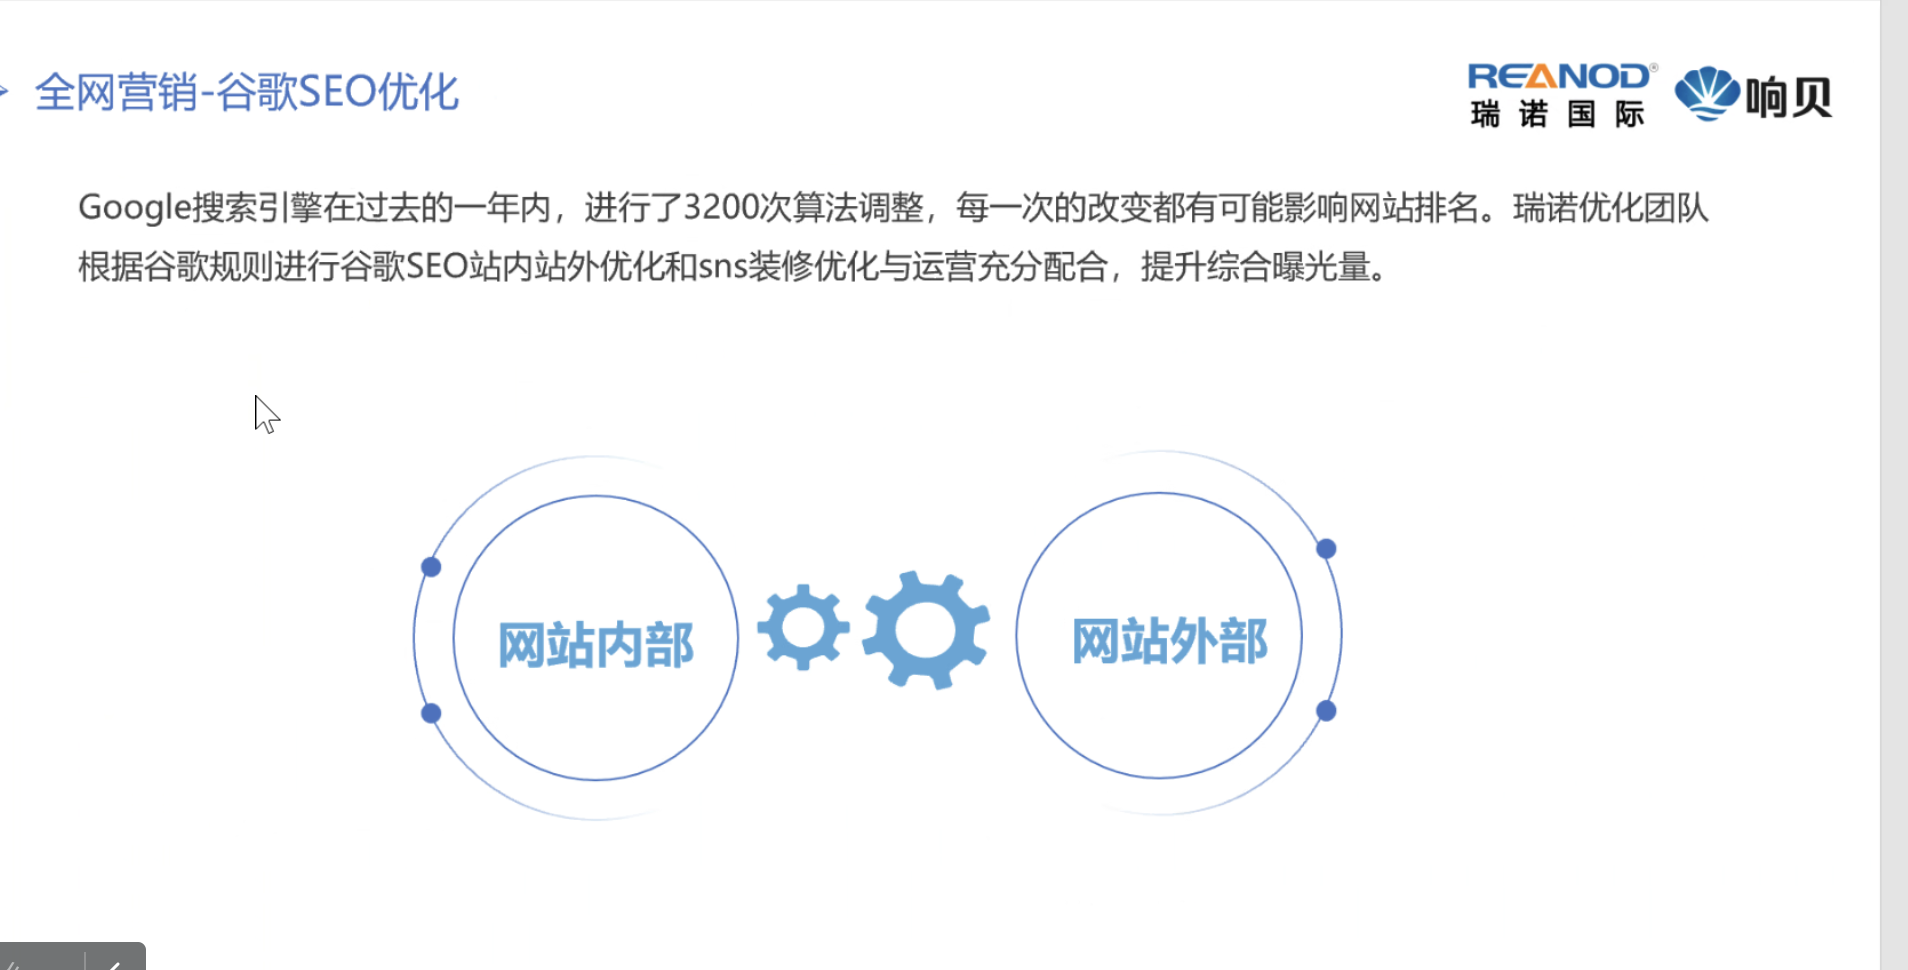 全网营销-谷歌SEO优化
REANOD®
瑞诺国际
响贝
Google搜索引擎在过去的一年内，进行了3200次算法调整，每一次的改变都有可能影响网站排名。瑞诺优化团队
根据谷歌规则进行谷歌SEO站内站外优化和sns装修优化与运营充分配合，提升综合曝光量。
网站内部
网站外部